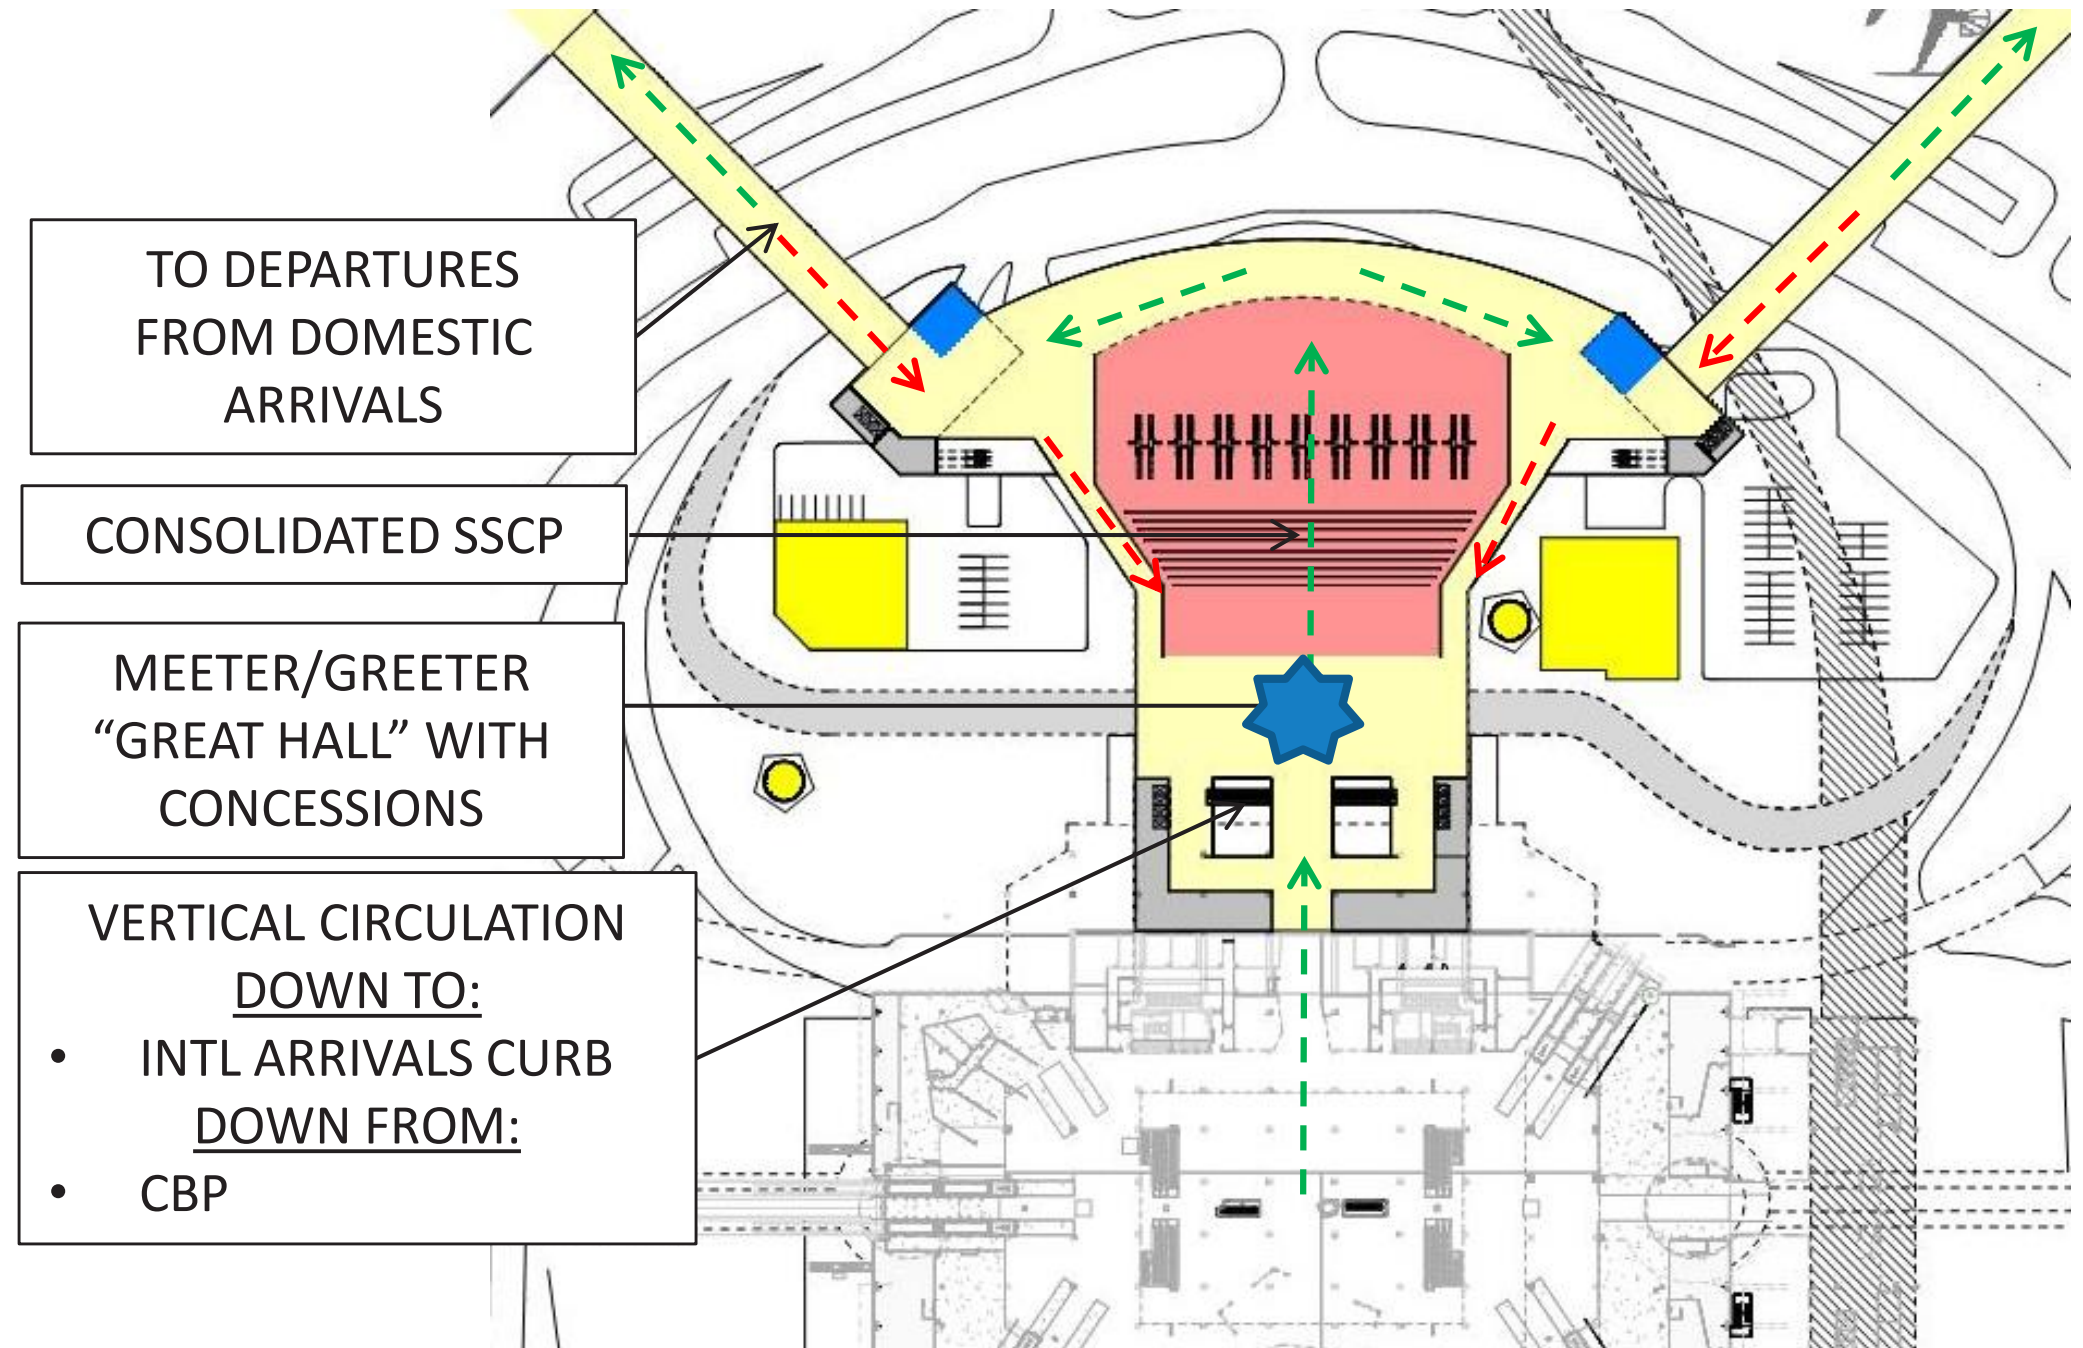 TO DEPARTURES
FROM DOMESTIC
ARRIVALS
CONSOLIDATED SSCP
MEETER/GREETER
“GREAT HALL” WITH
CONCESSIONS
VERTICAL CIRCULATION
DOWN TO:
• INTL ARRIVALS CURB
DOWN FROM:
• CBP